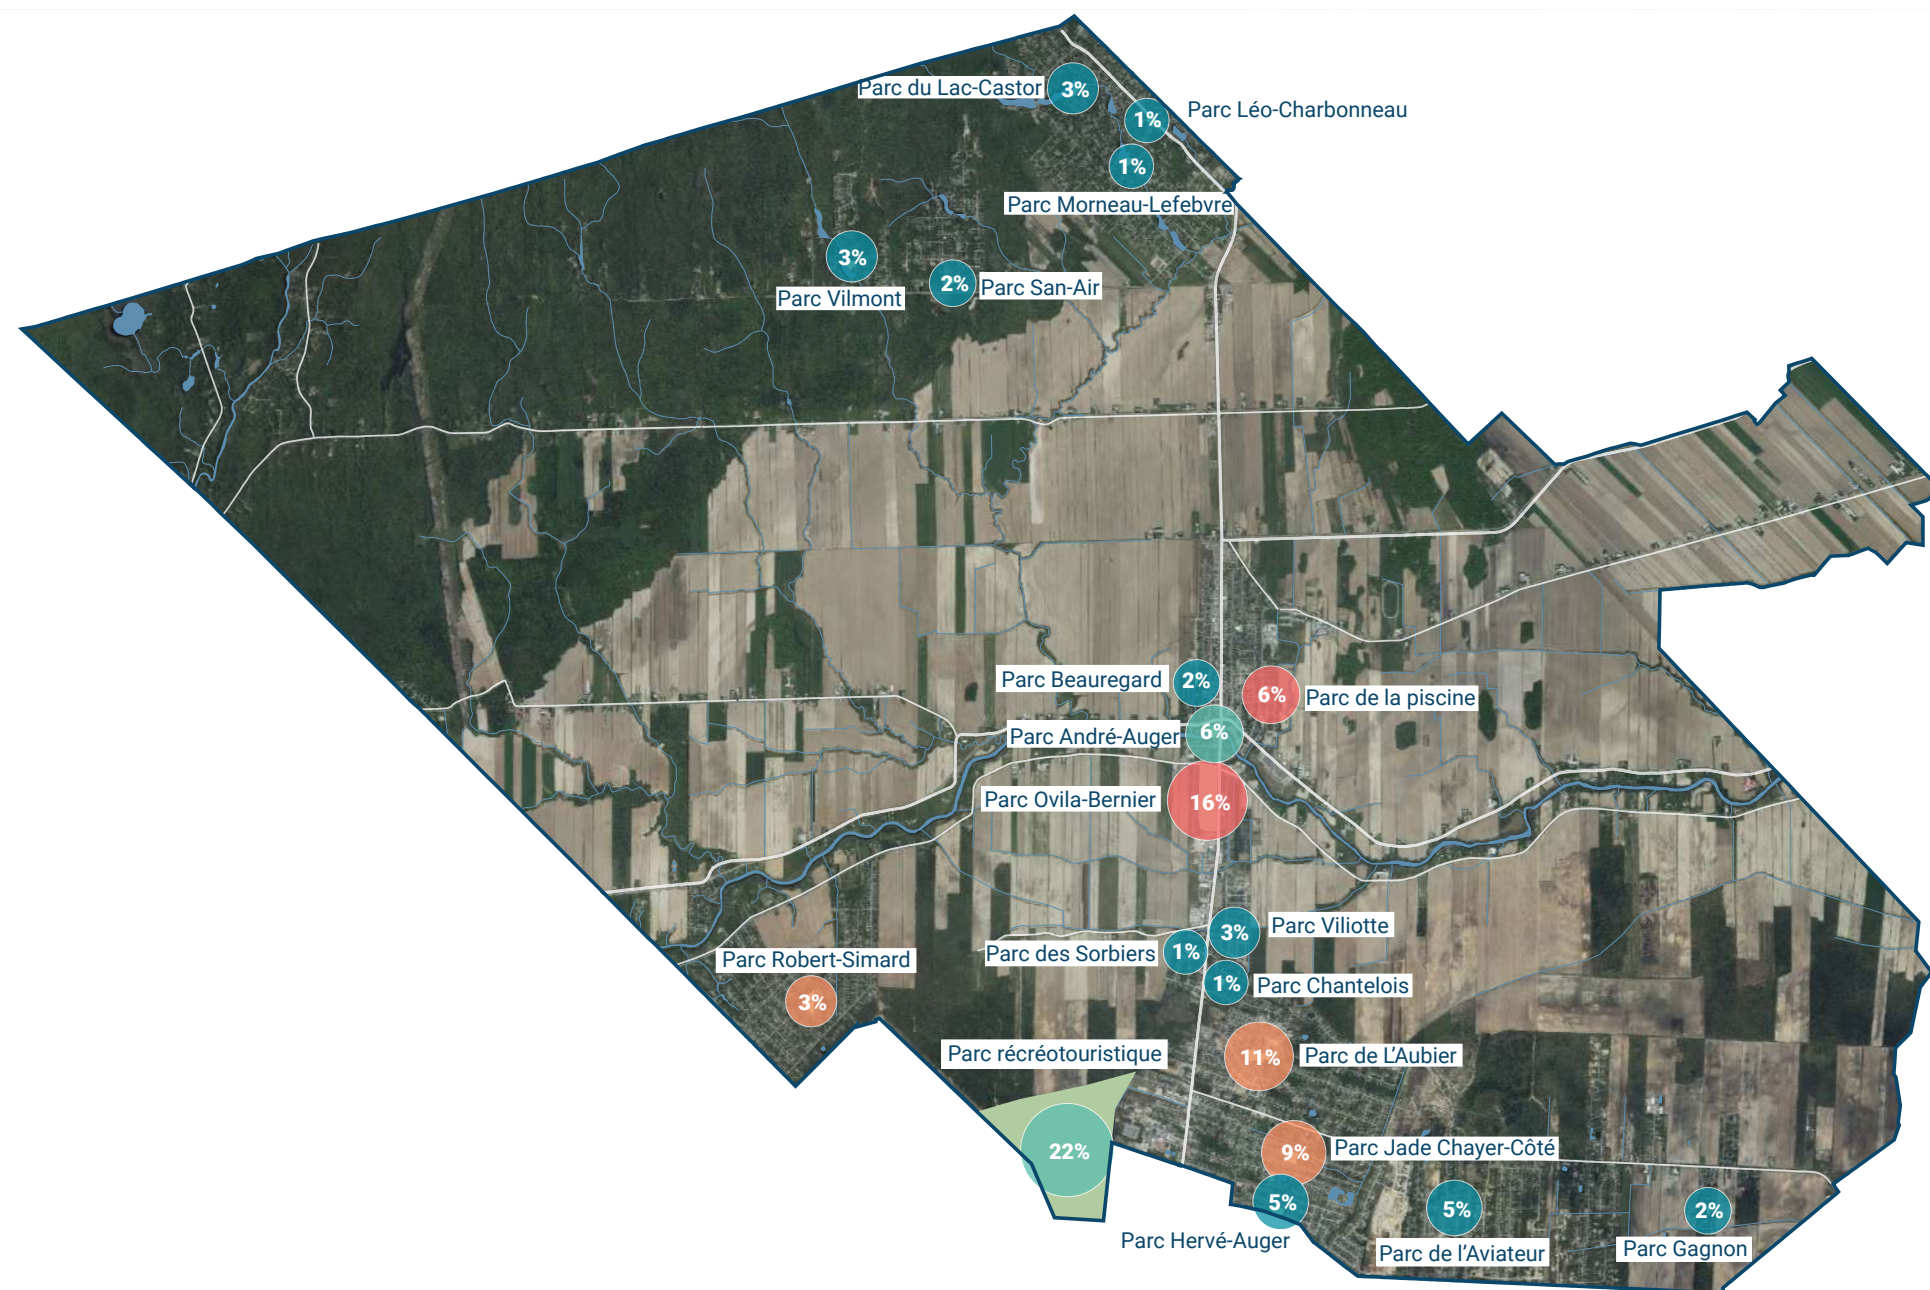 Parc du Lac-Castor
3%
1%
Parc Léo-Charbonneau
1%
Parc Morneau-Lefebvre
3%
Parc Vilmont
2%
Parc San-Air
Parc Beauregard
2%
6%
Parc de la piscine
Parc André-Auger
6%
Parc Ovila-Bernier
16%
3%
Parc Viliotte
Parc des Sorbiers
1%
1%
Parc Chantelois
Parc Robert-Simard
3%
Parc récréotouristique
22%
11%
Parc de L'Aubier
9%
Parc Jade Chayer-Côté
5%
Parc Hervé-Auger
5%
Parc de l'Aviateur
2%
Parc Gagnon